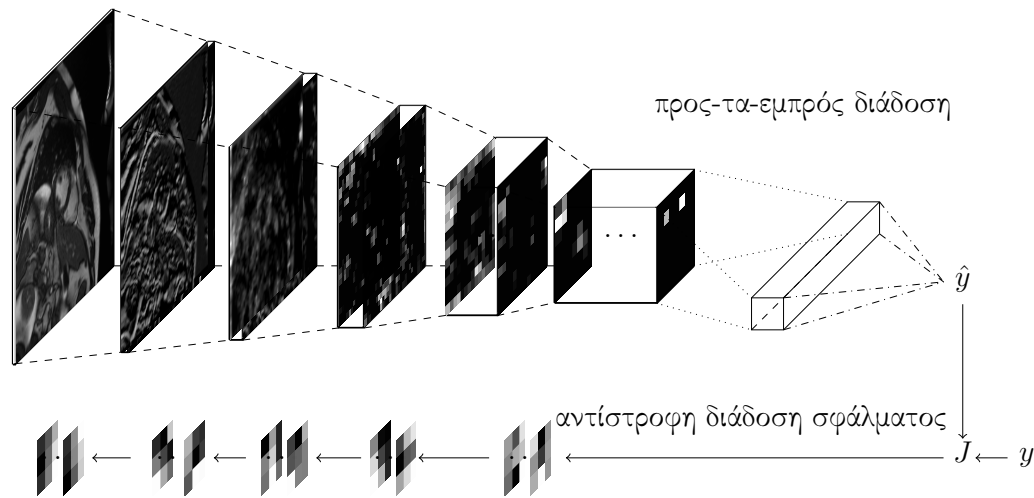 προς-τα-εμπρός διάδοση
. . .
ŷ
αντίστροφη διάδοση σφάλματος
J
y